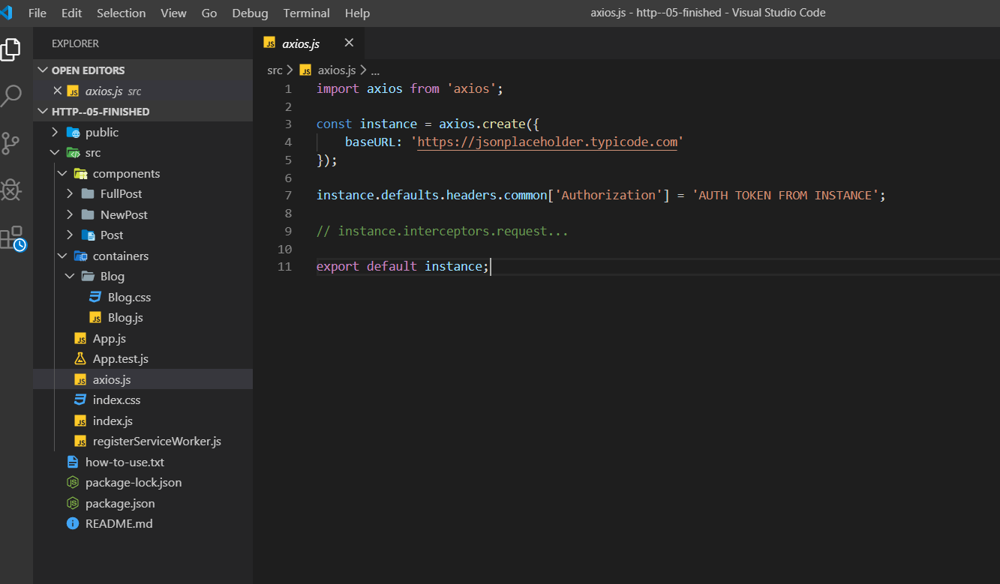 File Edit Selection View Go Debug Terminal Help axios.js - http--05-finished - Visual Studio Code
EXPLORER
OPEN EDITORS
axios.js src
HTTP--05-FINISHED
public
src
components
FullPost
NewPost
Post
containers
Blog
Blog.css
Blog.js
App.js
App.test.js
axios.js
index.css
index.js
registerServiceWorker.js
how-to-use.txt
package-lock.json
package.json
README.md
JS axios.js
src > JS axios.js > ...
1 import axios from 'axios';
2
3 const instance = axios.create({
4 baseURL: 'https://jsonplaceholder.typicode.com'
5 });
6
7 instance.defaults.headers.common['Authorization'] = 'AUTH TOKEN FROM INSTANCE';
8
9 // instance.interceptors.request...
10
11 export default instance;